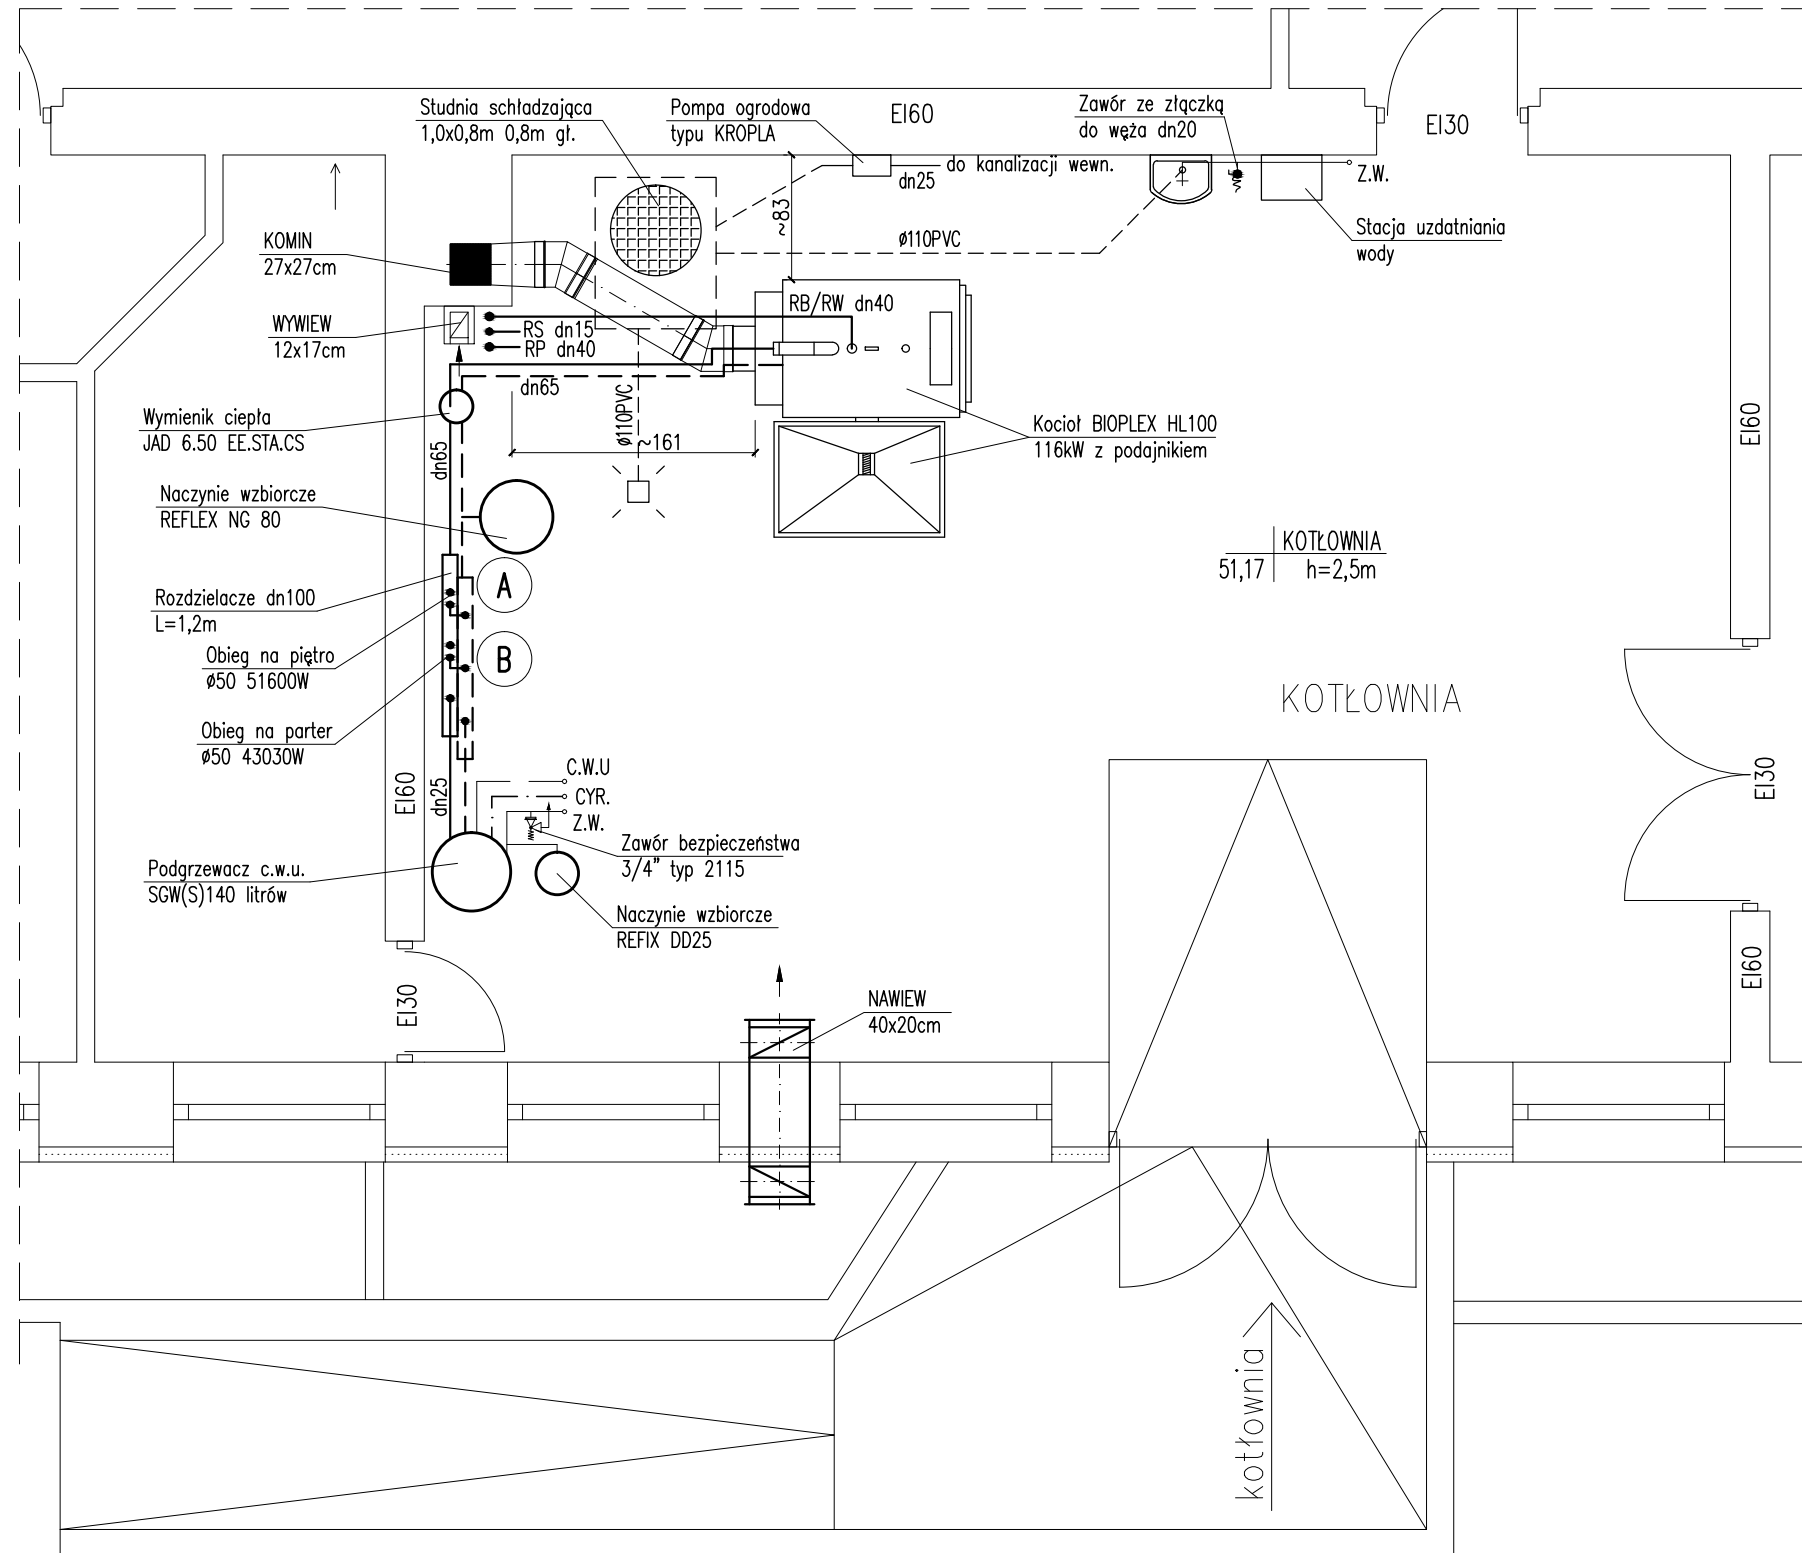 Studnia schładzająca
1,0x0,8m 0,8m gł.
Pompa ogrodowa
typu KROPLA
EI60
Zawór ze złączką
do węża dn20
EI30
do kanalizacji wewn.
dn25
Z.W.
~83
Stacja uzdatniania
wody
ø110PVC
KOMIN
27x27cm
WYWIEW
12x17cm
RB/RW dn40
RS dn15
RP dn40
dn65
Wymienik ciepła
JAD 6.50 EE.STA.CS
ø110PVC
~161
dn65
Kocioł BIOPLEX HL100
116kW z podajnikiem
EI60
Naczynie wzbiorcze
REFLEX NG 80
KOTŁOWNIA
51,17 h=2,5m
A
Rozdzielacze dn100
L=1,2m
B
Obieg na piętro
ø50 51600W
KOTŁOWNIA
Obieg na parter
ø50 43030W
EI60
dn25
C.W.U
CYR.
Z.W.
EI30
Zawór bezpieczeństwa
3/4" typ 2115
Podgrzewacz c.w.u.
SGW(S)140 litrów
Naczynie wzbiorcze
REFIX DD25
EI60
EI30
NAWIEW
40x20cm
kotłownia